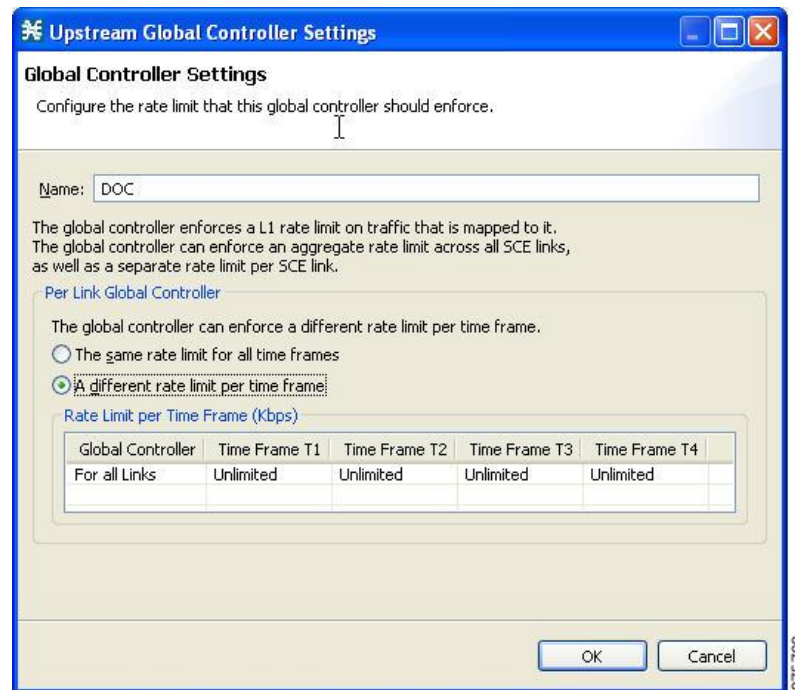 Upstream Global Controller Settings
Global Controller Settings
Configure the rate limit that this global controller should enforce.
Name: DOC
The global controller enforces a L1 rate limit on traffic that is mapped to it.
The global controller can enforce an aggregate rate limit across all SCE links,
as well as a separate rate limit per SCE link.
Per Link Global Controller
The global controller can enforce a different rate limit per time frame.
The same rate limit for all time frames
A different rate limit per time frame
Rate Limit per Time Frame (Kbps)
Global Controller Time Frame T1 Time Frame T2 Time Frame T3 Time Frame T4
For all Links Unlimited Unlimited Unlimited Unlimited
OK Cancel